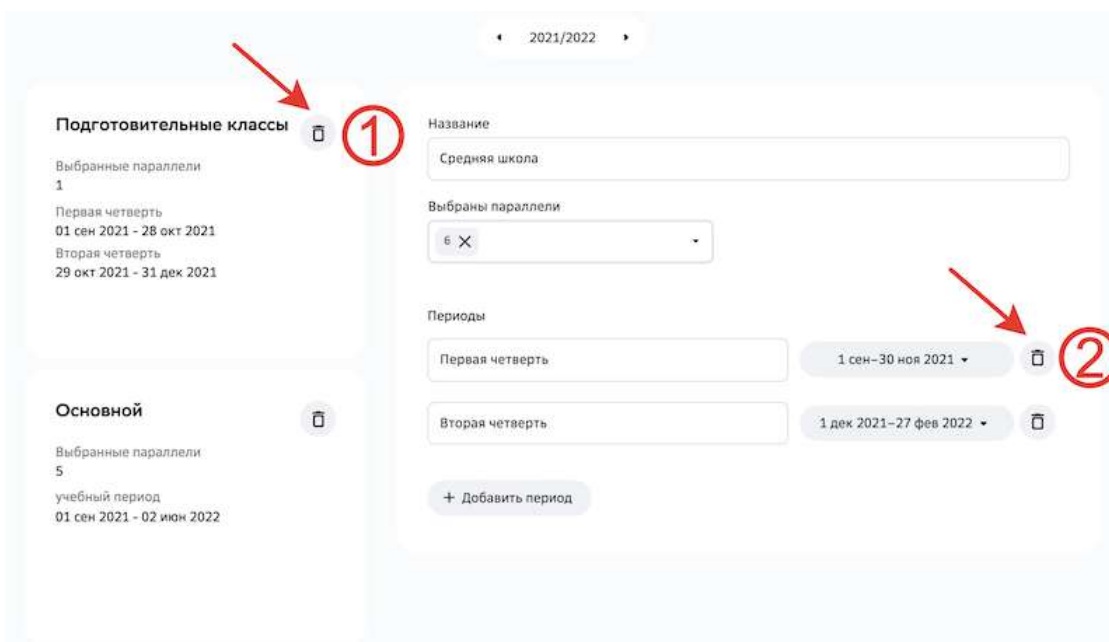 2021/2022
Подготовительные классы
1
Выбранные параллели
1
Первая четверть
01 сен 2021 - 28 окт 2021
Вторая четверть
29 окт 2021 - 31 дек 2021
Основной
Выбранные параллели
5
учебный период
01 сен 2021 - 02 июн 2022
Название
Средняя школа
Выбраны параллели
6
Периоды
Первая четверть
1 сен–30 ноя 2021
2
Вторая четверть
1 дек 2021–27 фев 2022
+ Добавить период